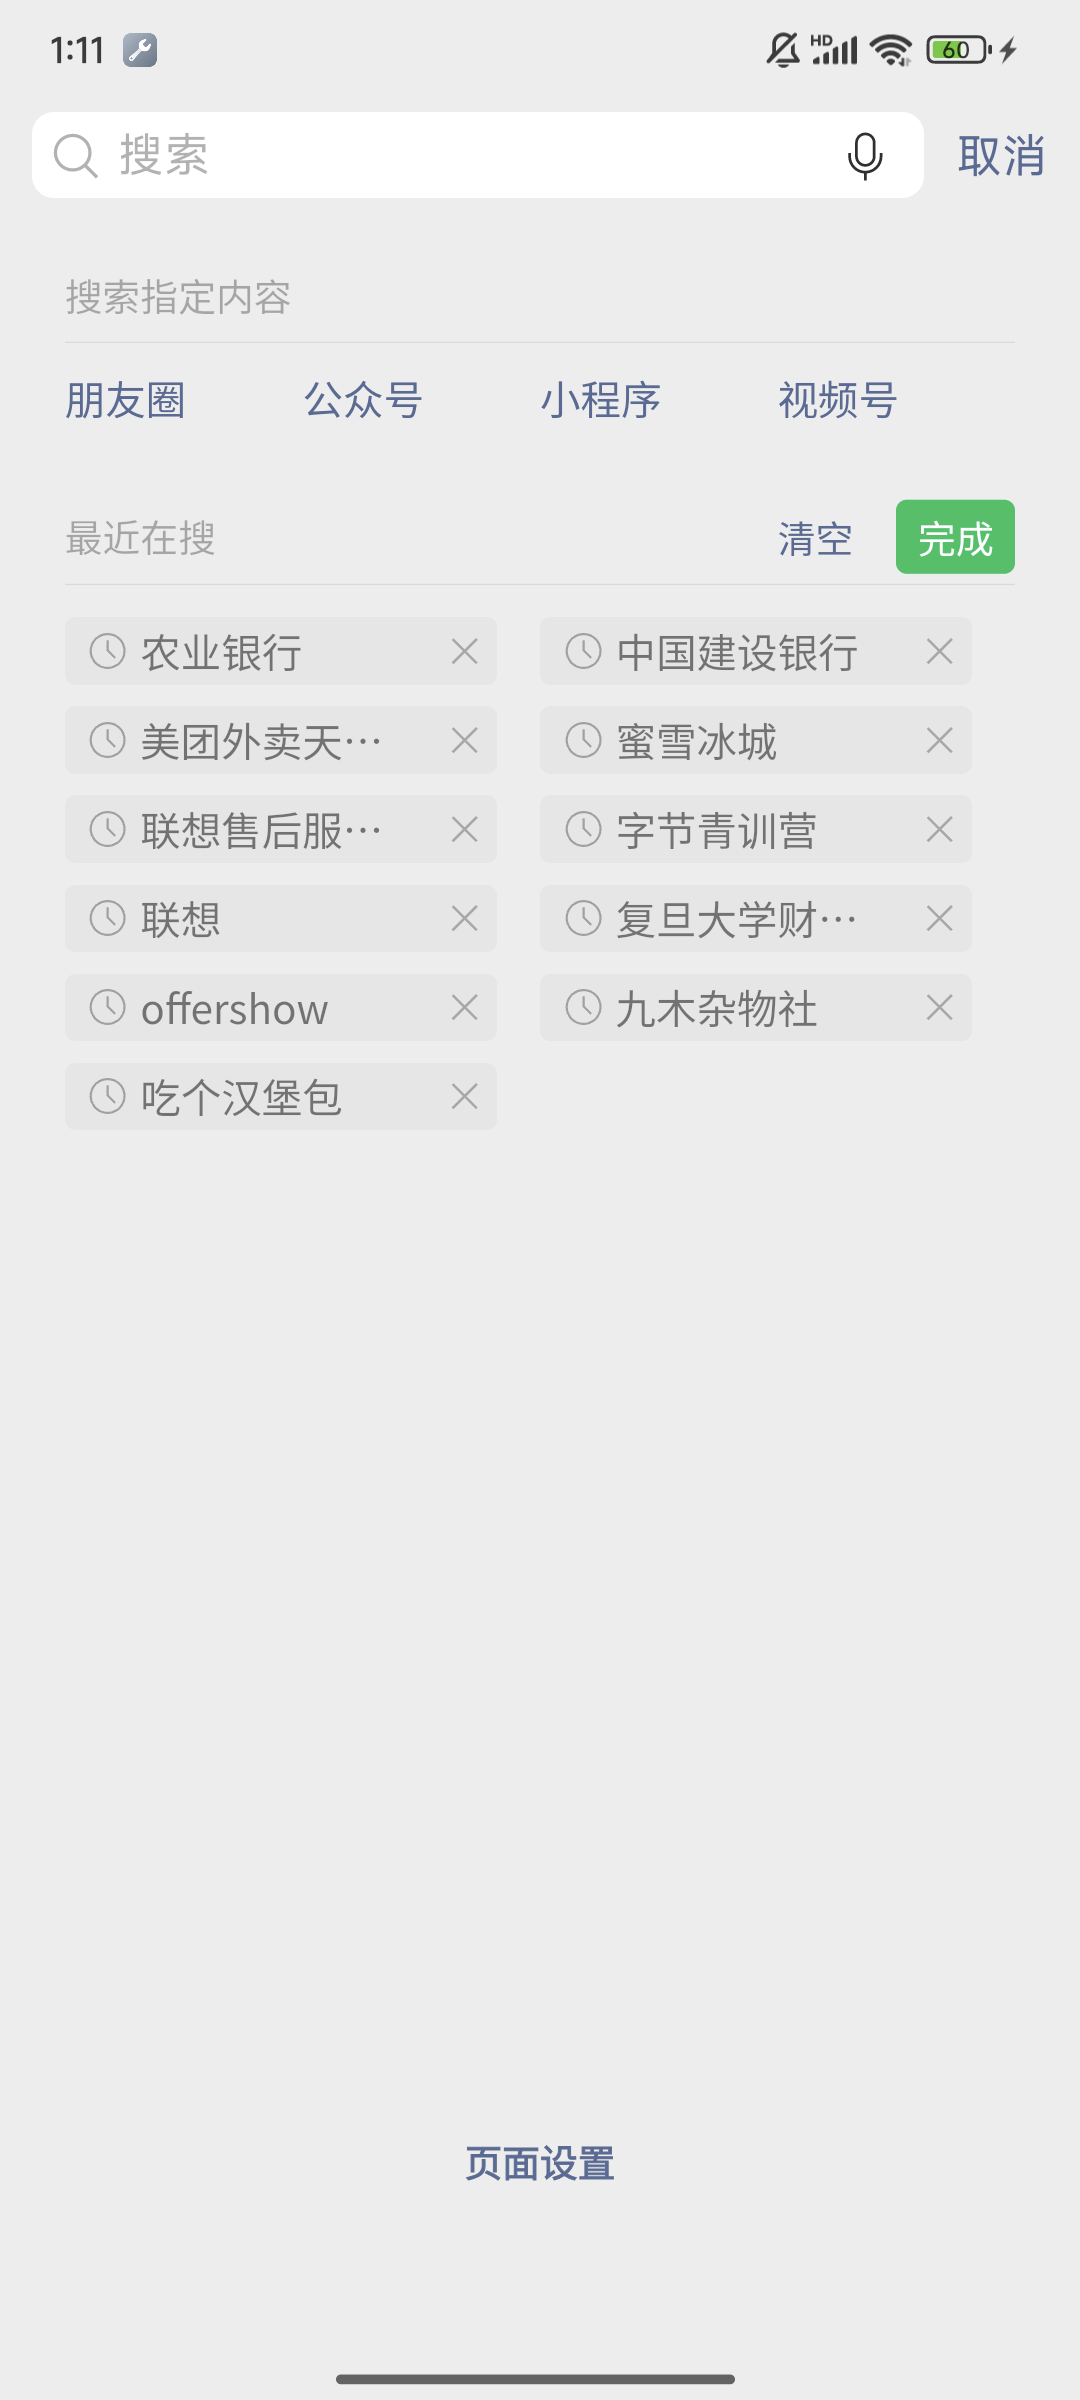 1:11
HD 60
搜索 取消
搜索指定内容
朋友圈 公众号 小程序 视频号
最近在搜 清空 完成
农业银行 中国建设银行
美团外卖天… 蜜雪冰城
联想售后服… 字节青训营
联想 复旦大学财…
offershow 九木杂物社
吃个汉堡包
页面设置